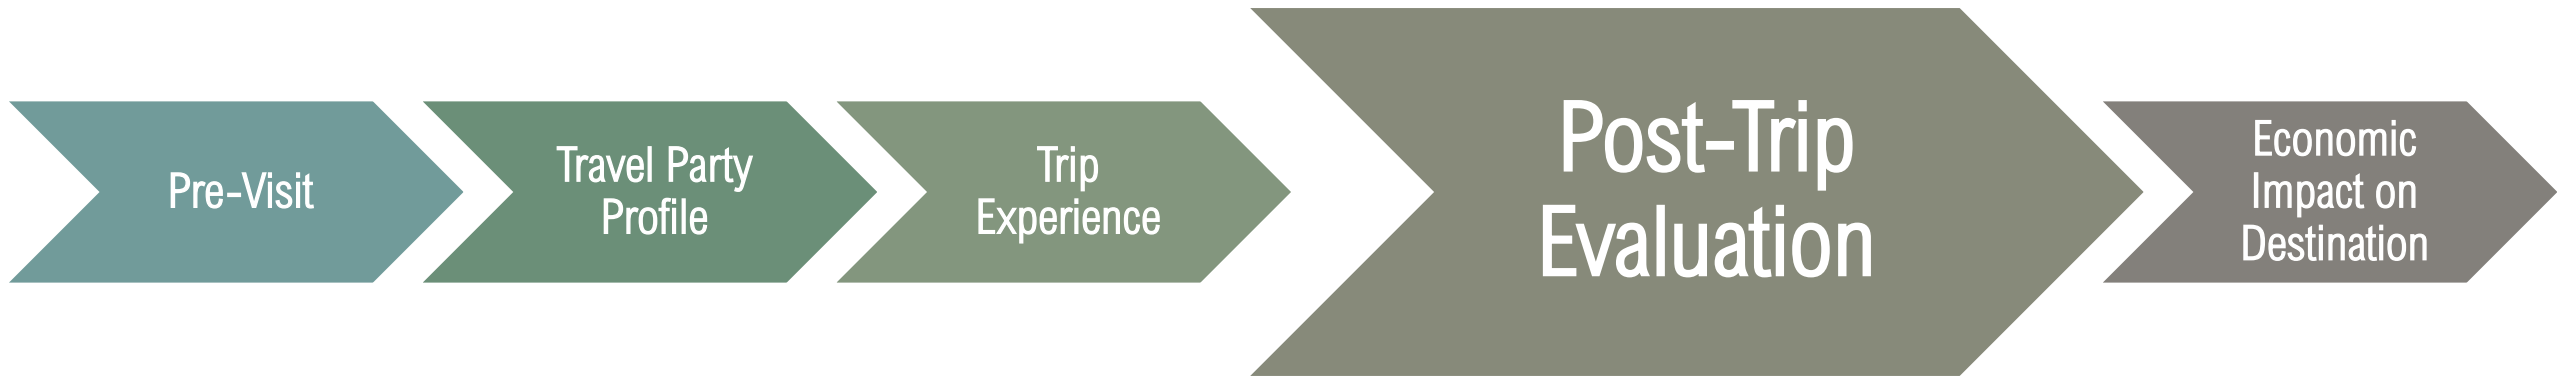 Pre-Visit
Travel Party
Profile
Trip
Experience
Post-Trip
Evaluation
Economic
Impact on
Destination